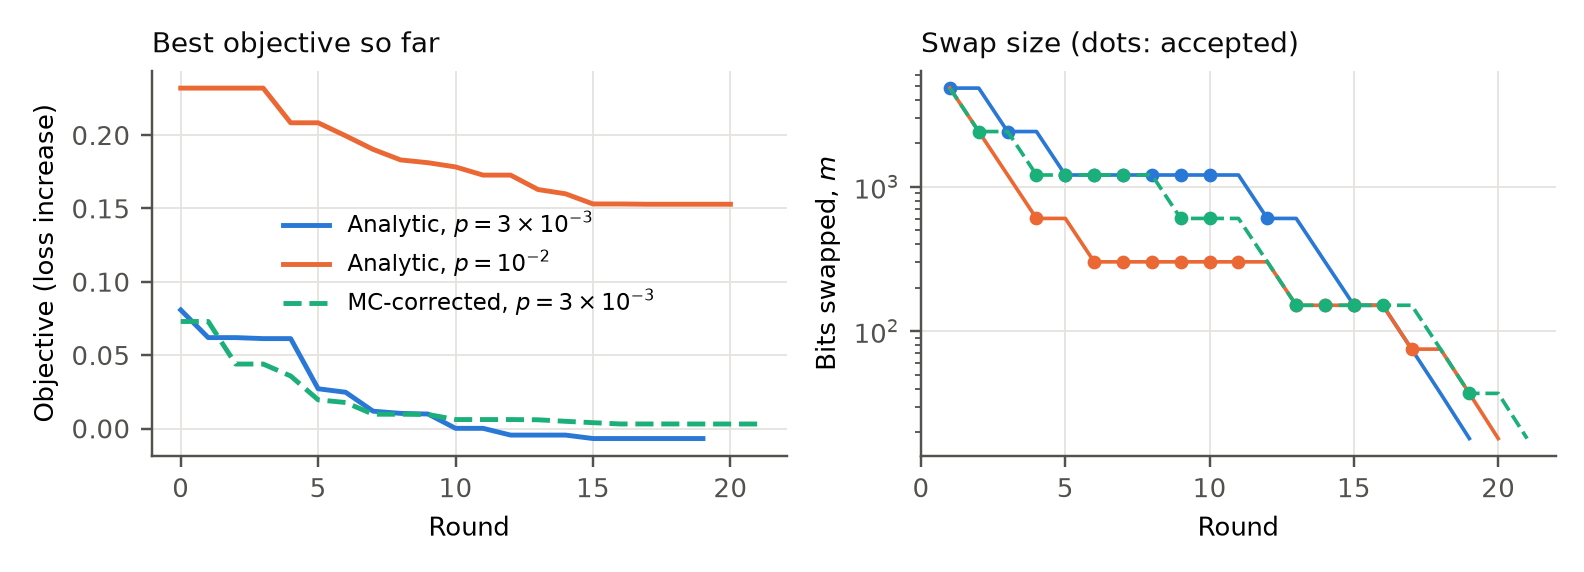 Best objective so far
Objective (loss increase)
0.20
0.15
0.10
0.05
0.00
Analytic, p = 3 × 10⁻³
Analytic, p = 10⁻²
MC-corrected, p = 3 × 10⁻³
0 5 10 15 20
Round
Swap size (dots: accepted)
Bits swapped, m
10³
10²
0 5 10 15 20
Round